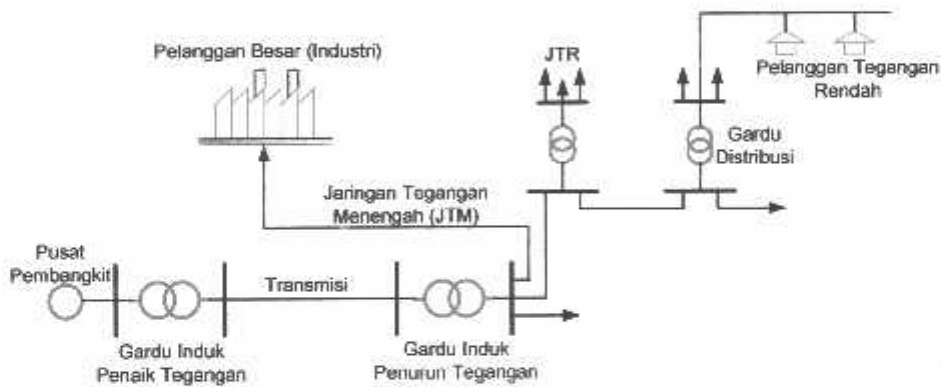 Pelanggan Besar (Industri)
JTR
Pelanggan Tegangan
Rendah
Gardu
Distribusi
Jaringan Tegangan
Menengah (JTM)
Pusat
Pembangkit
Transmisi
Gardu Induk
Penaik Tegangan
Gardu Induk
Penurun Tegangan